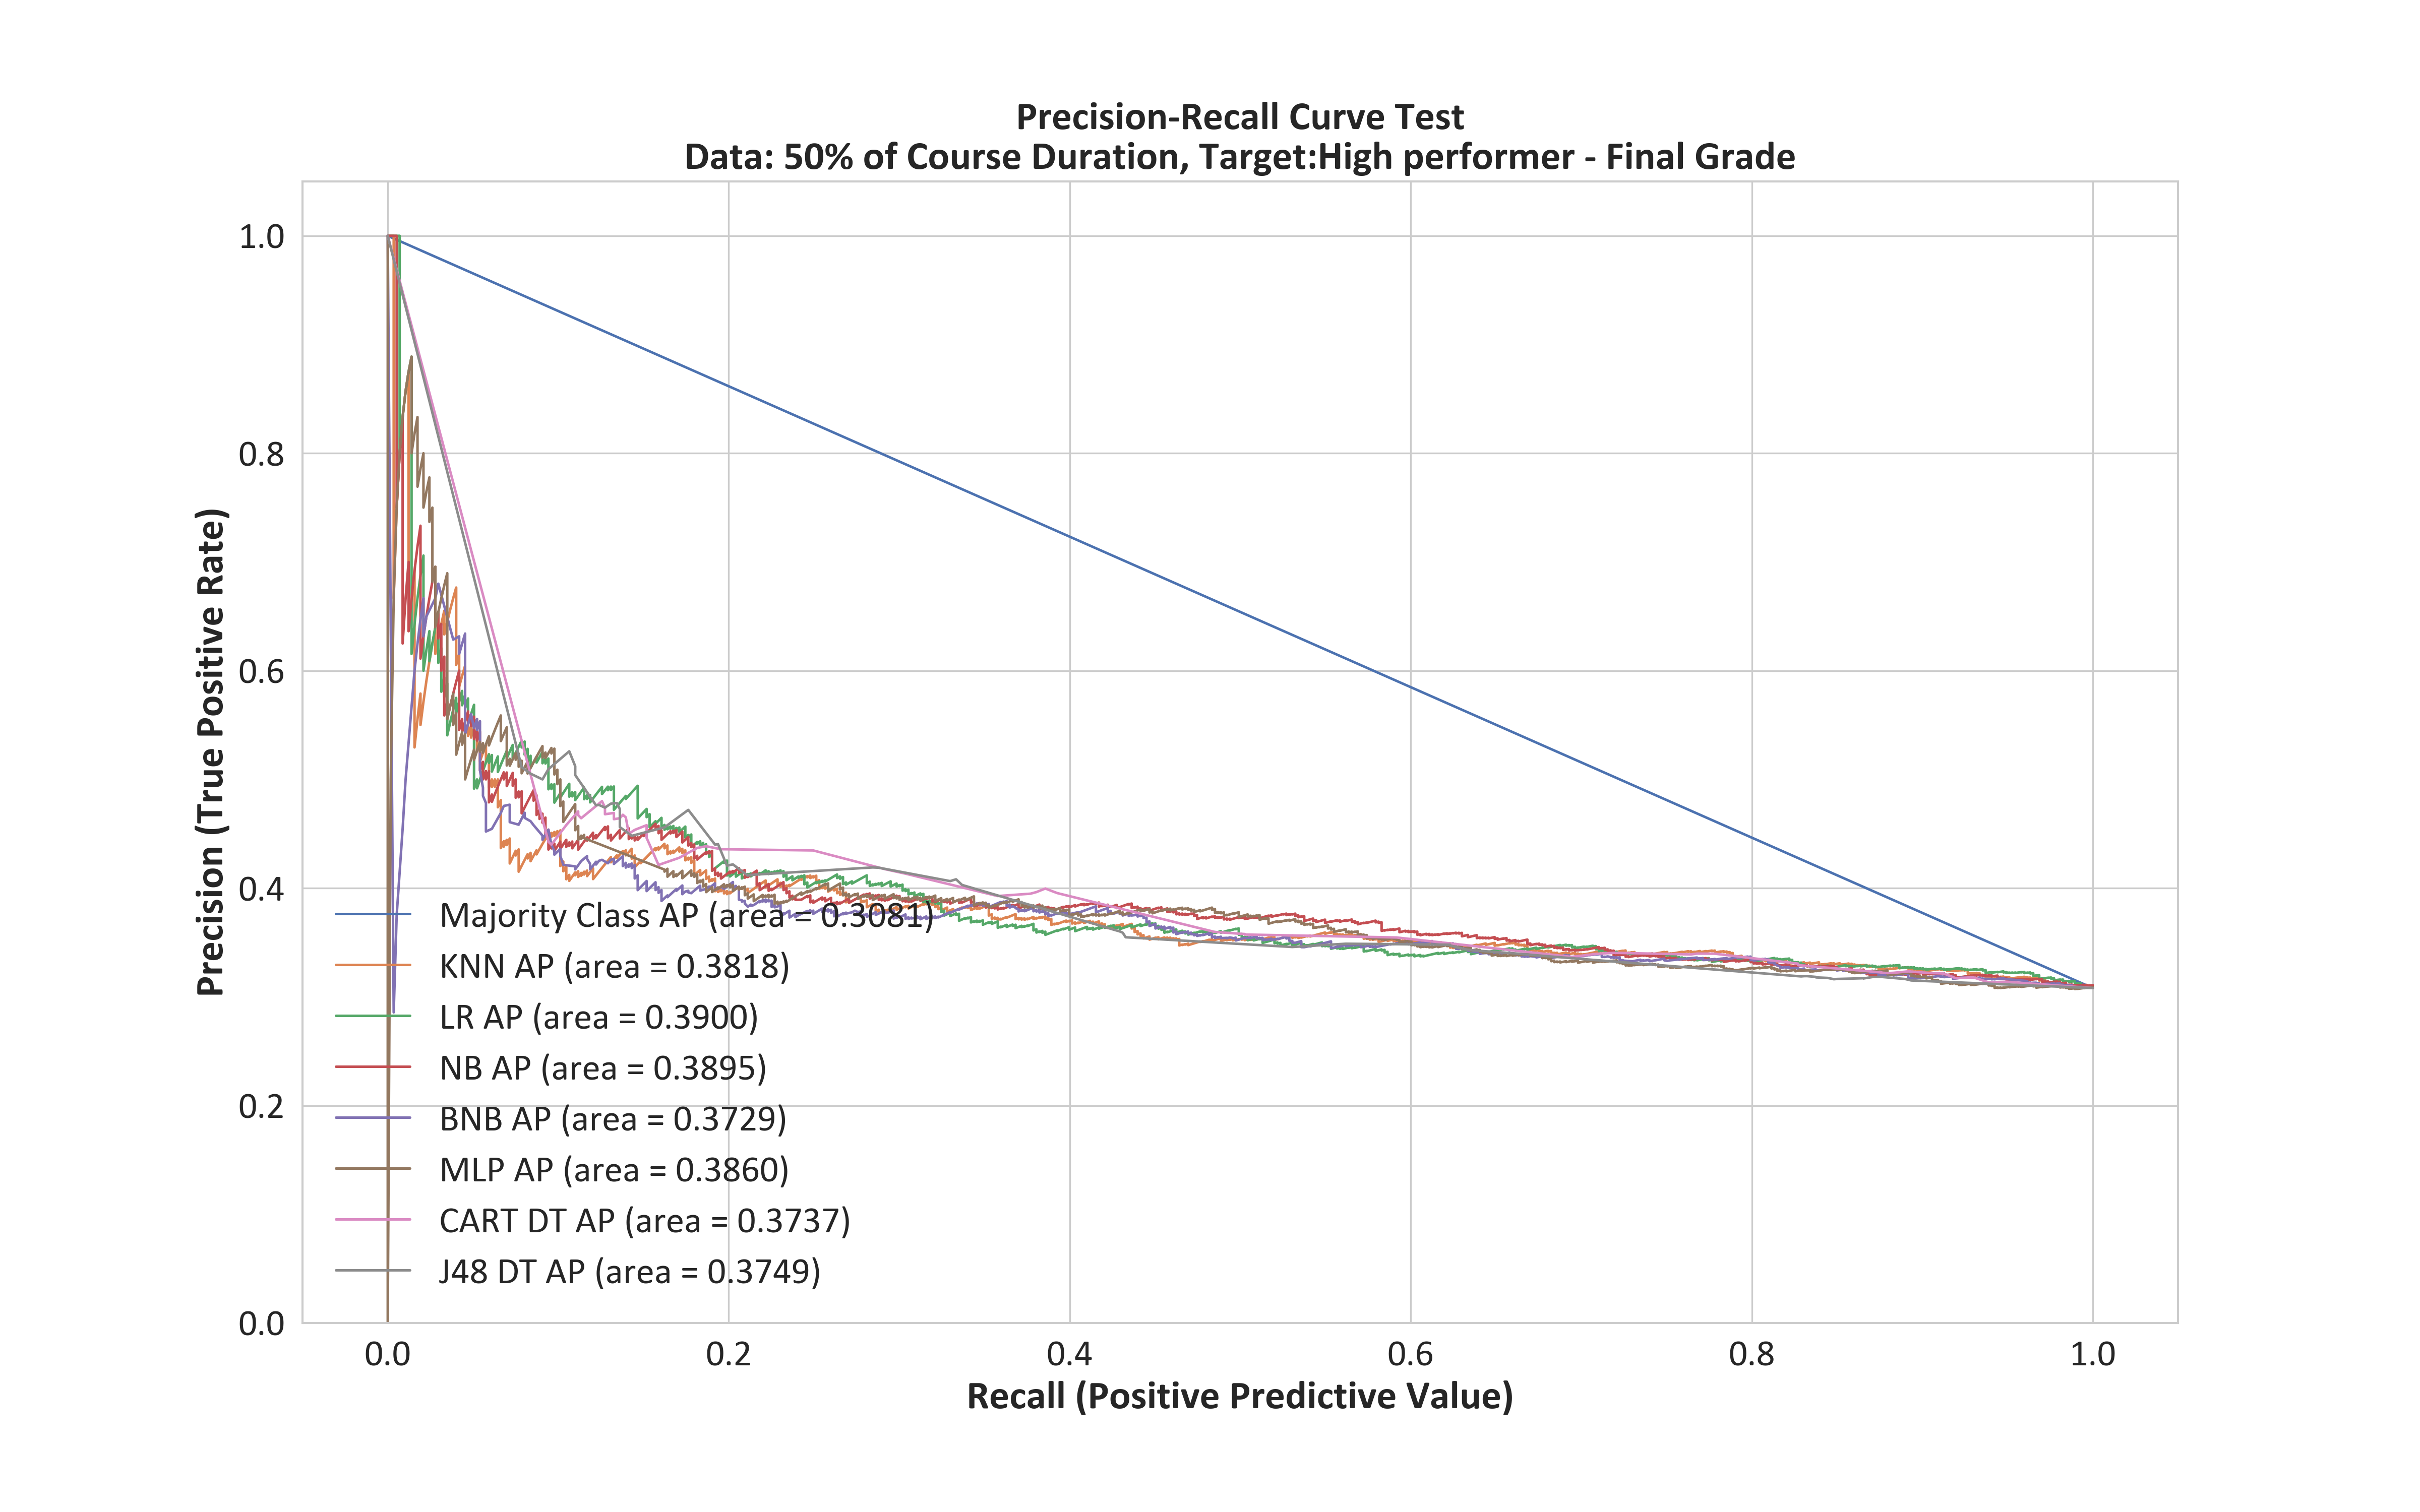 Precision-Recall Curve Test
Data: 50% of Course Duration, Target:High performer - Final Grade
Precision (True Positive Rate)
1.0
0.8
0.6
0.4
0.2
0.0
Majority Class AP (area = 0.3081)
KNN AP (area = 0.3818)
LR AP (area = 0.3900)
NB AP (area = 0.3895)
BNB AP (area = 0.3729)
MLP AP (area = 0.3860)
CART DT AP (area = 0.3737)
J48 DT AP (area = 0.3749)
0.0 0.2 0.4 0.6 0.8 1.0
Recall (Positive Predictive Value)